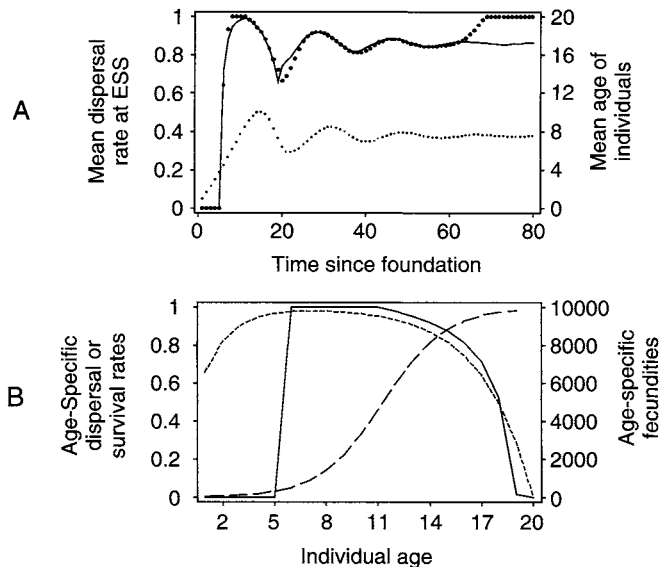 A
Mean dispersal
rate at ESS
1
0.8
0.6
0.4
0.2
0
20
16
12
8
4
0
Mean age of
individuals
0 20 40 60 80
Time since foundation
B
Age-Specific
dispersal or
survival rates
1
0.8
0.6
0.4
0.2
0
10000
8000
6000
4000
2000
0
Age-specific
fecundities
2 5 8 11 14 17 20
Individual age